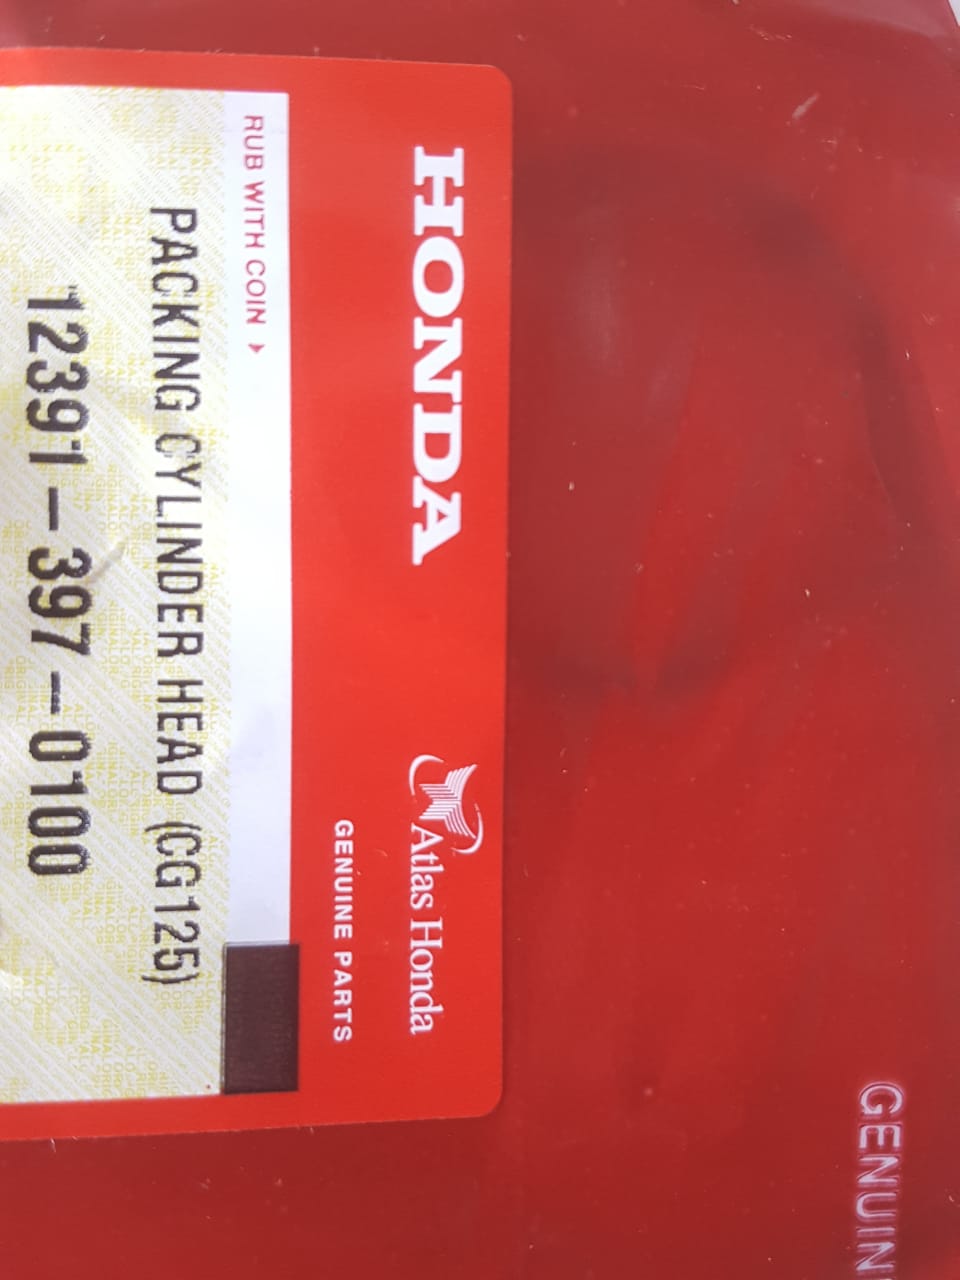 HONDA
Atlas Honda
GENUINE PARTS
RUB WITH COIN
PACKING CYLINDER HEAD (CG125)
12391-397-0100
GENUIN